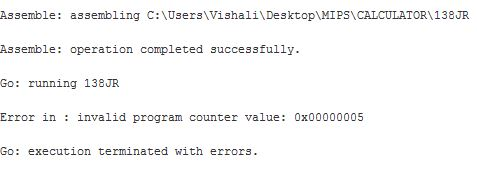 Assemble: assembling C:\Users\Vishali\Desktop\MIPS\CALCULATOR\138JR
Assemble: operation completed successfully.
Go: running 138JR
Error in : invalid program counter value: 0x00000005
Go: execution terminated with errors.